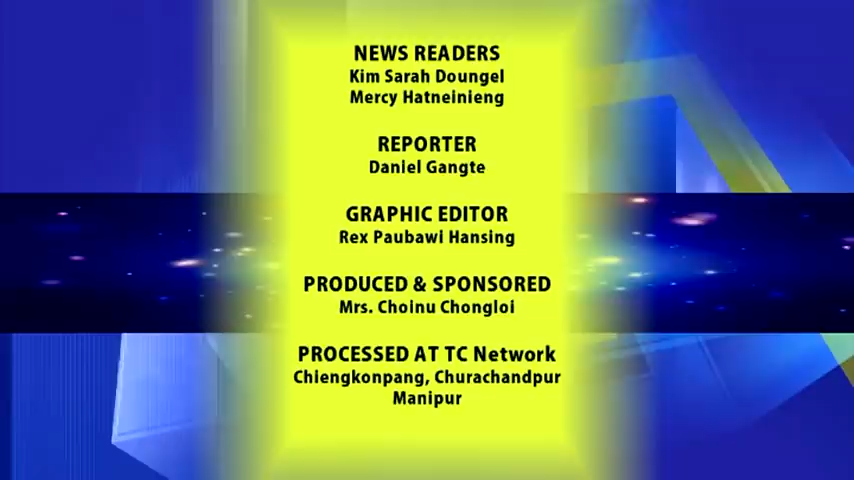 NEWS READERS
Kim Sarah Doungel
Mercy Hatneinieng
REPORTER
Daniel Gangte
GRAPHIC EDITOR
Rex Paubawi Hansing
PRODUCED & SPONSORED
Mrs. Choinu Chongloi
PROCESSED AT TC Network
Chiengkonpang, Churachandpur
Manipur